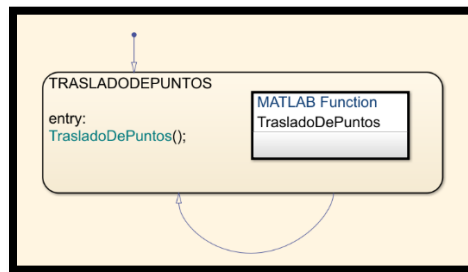 TRASLADODEPUNTOS
entry:
TrasladoDePuntos();
MATLAB Function
TrasladoDePuntos